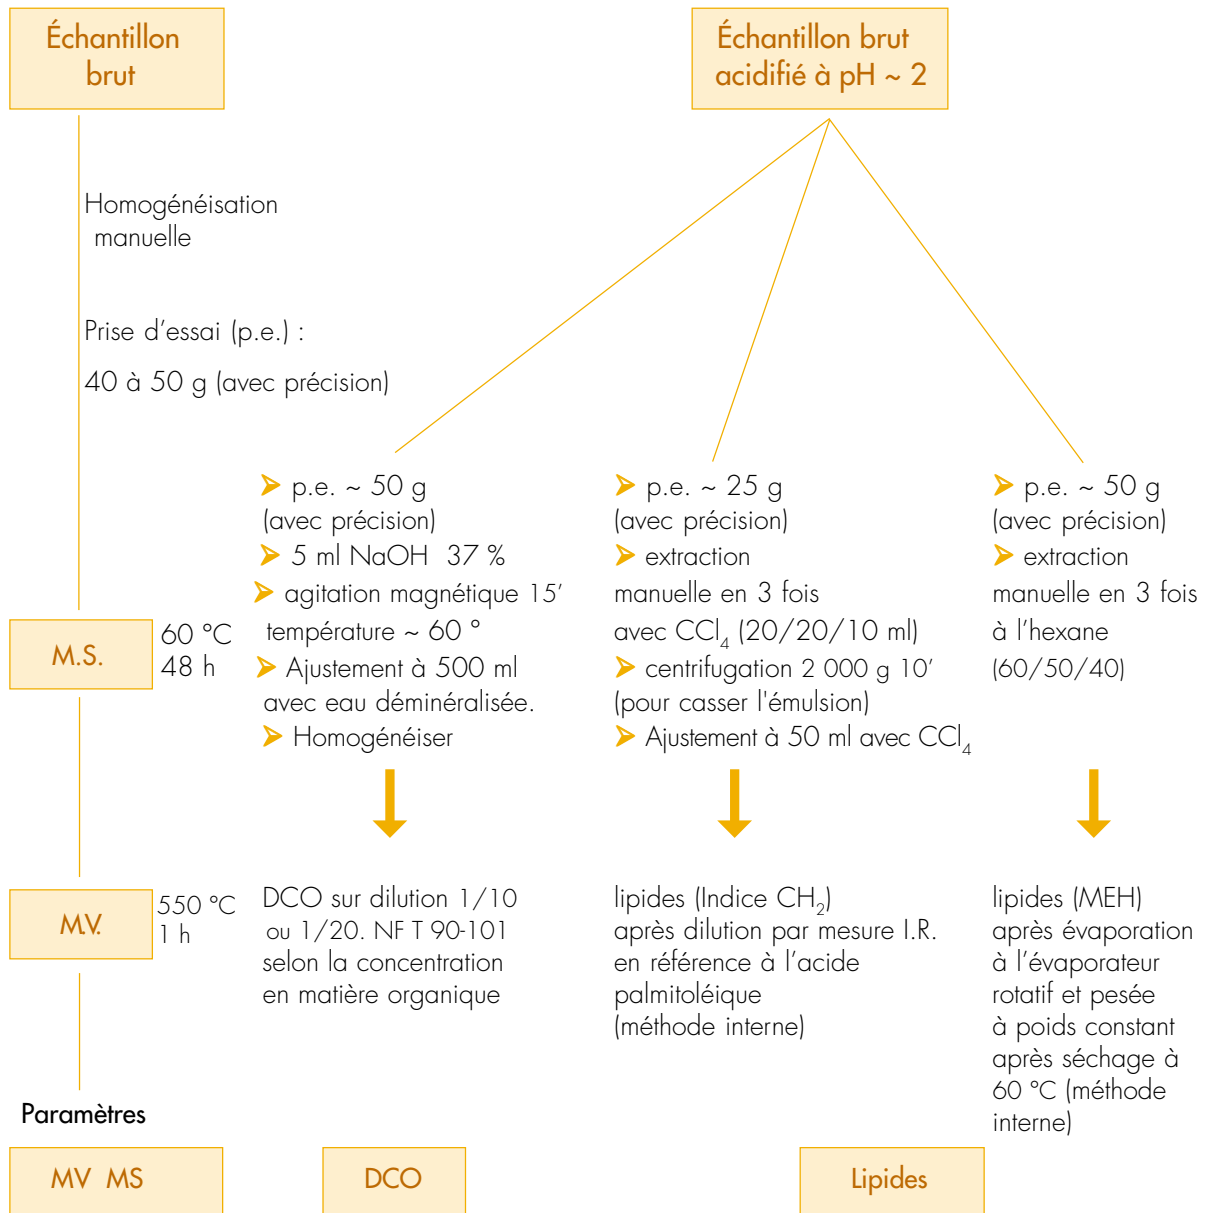 Échantillon
brut
Échantillon brut
acidifié à pH ~ 2
Homogénéisation
manuelle
Prise d’essai (p.e.) :
40 à 50 g (avec précision)
➤ p.e. ~ 50 g
(avec précision)
➤ 5 ml NaOH 37 %
➤ agitation magnétique 15’
température ~ 60 °
➤ Ajustement à 500 ml
avec eau déminéralisée.
➤ Homogénéiser
➤ p.e. ~ 25 g
(avec précision)
➤ extraction
manuelle en 3 fois
avec CCl₄ (20/20/10 ml)
➤ centrifugation 2 000 g 10’
(pour casser l'émulsion)
➤ Ajustement à 50 ml avec CCl₄
➤ p.e. ~ 50 g
(avec précision)
➤ extraction
manuelle en 3 fois
à l’hexane
(60/50/40)
M.S.
60 °C
48 h
M.V.
550 °C
1 h
DCO sur dilution 1/10
ou 1/20. NF T 90-101
selon la concentration
en matière organique
lipides (Indice CH₂)
après dilution par mesure I.R.
en référence à l’acide
palmitoléique
(méthode interne)
lipides (MEH)
après évaporation
à l’évaporateur
rotatif et pesée
à poids constant
après séchage à
60 °C (méthode
interne)
Paramètres
MV MS
DCO
Lipides